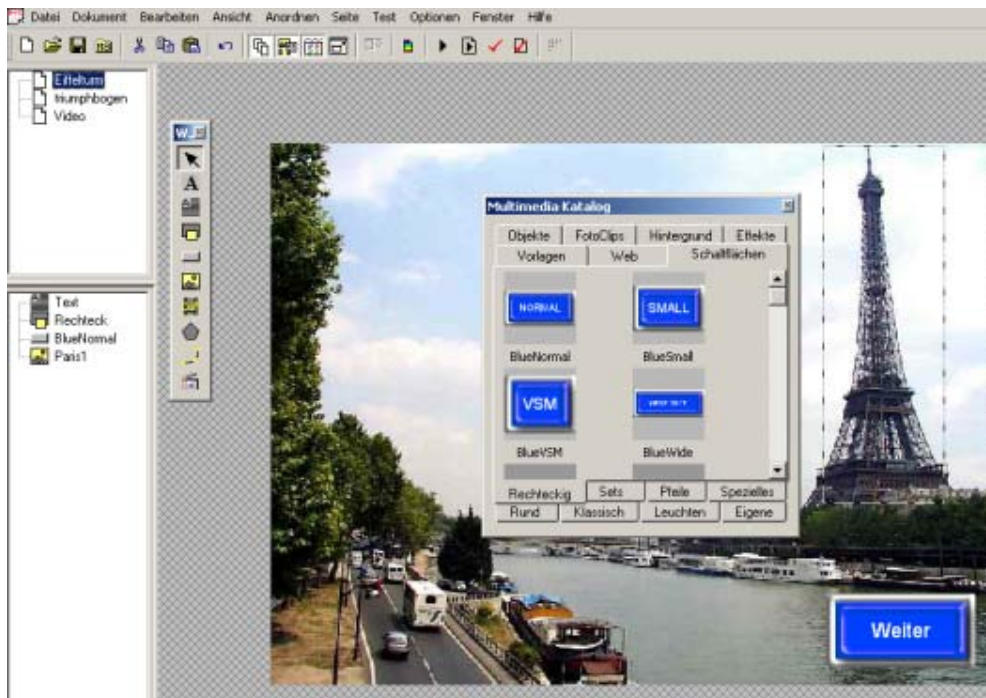 Datei Dokument Bearbeiten Ansicht Anordnen Seite Test Optionen Fenster Hilfe
Eiffelturm
triumphbogen
Video
W...
A
Multimedia Katalog
Objekte FotoClips Hintergrund Effekte
Vorlagen Web Schaltflächen
NORMAL SMALL
BlueNormal BlueSmall
VSM
BlueVSM BlueWide
Rechteckig Sets Pfeile Spezielles
Rund Klassisch Leuchten Eigene
Text
Rechteck
BlueNormal
Paris1
Weiter